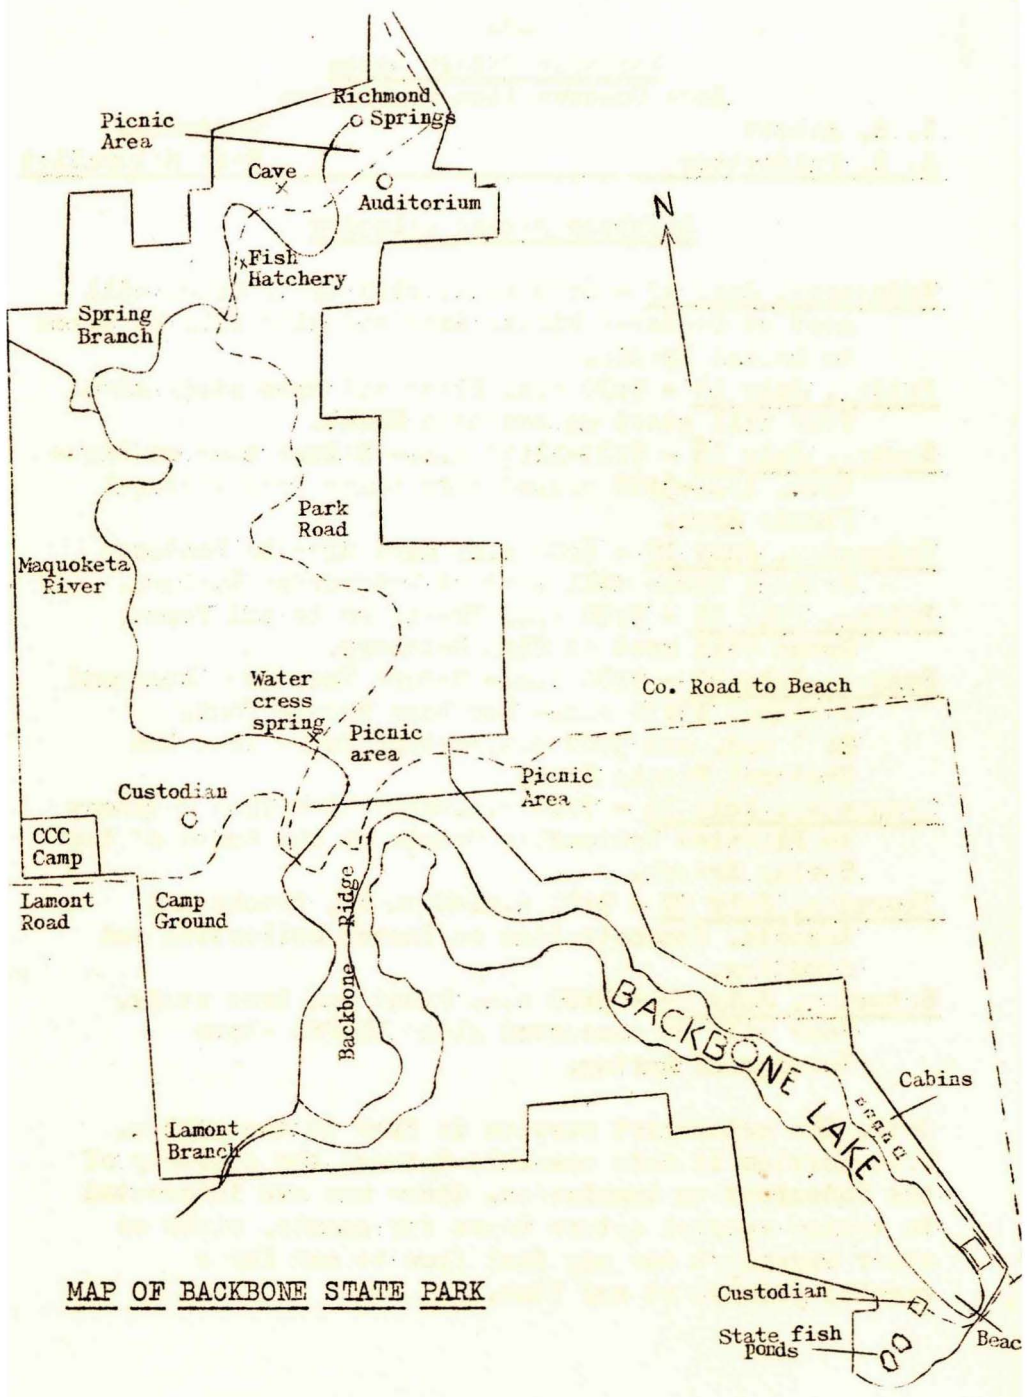 Richmond
Springs
Picnic
Area
Cave
Auditorium
N
Fish
Hatchery
Spring
Branch
Park
Road
Maquoketa
River
Water
cress
spring
Picnic
area
Co. Road to Beach
Custodian
Picnic
Area
CCC
Camp
Lamont
Road
Camp
Ground
Backbone Ridge
BACKBONE LAKE
Cabins
Lamont
Branch
MAP OF BACKBONE STATE PARK
Custodian
Beac
State fish
ponds